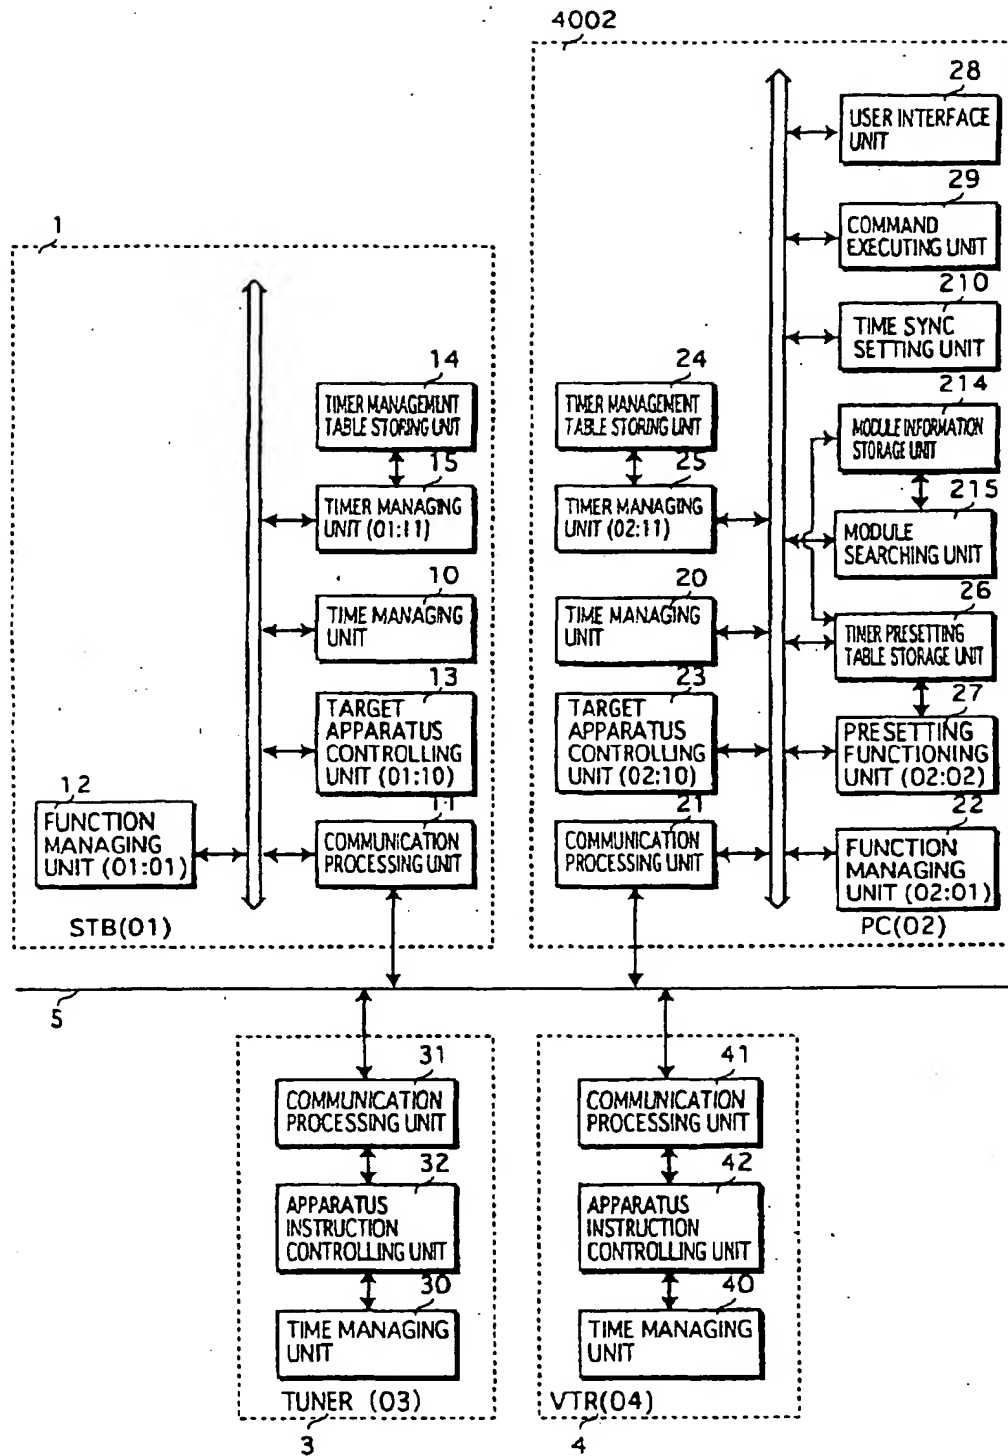 4002
28
USER INTERFACE
UNIT
29
COMMAND
EXECUTING UNIT
210
TIME SYNC
SETTING UNIT
214
MODULE INFORMATION
STORAGE UNIT
215
MODULE
SEARCHING UNIT
26
TIMER PRESETTING
TABLE STORAGE UNIT
27
PRESETTING
FUNCTIONING
UNIT (02:02)
22
FUNCTION
MANAGING
UNIT (02:01)
24
TIMER MANAGEMENT
TABLE STORING UNIT
25
TIMER MANAGING
UNIT (02:11)
20
TIME MANAGING
UNIT
23
TARGET
APPARATUS
CONTROLLING
UNIT (02:10)
21
COMMUNICATION
PROCESSING UNIT
PC(02)
1
14
TIMER MANAGEMENT
TABLE STORING UNIT
15
TIMER MANAGING
UNIT (01:11)
10
TIME MANAGING
UNIT
13
TARGET
APPARATUS
CONTROLLING
UNIT (01:10)
11
COMMUNICATION
PROCESSING UNIT
12
FUNCTION
MANAGING
UNIT (01:01)
STB(01)
5
31
COMMUNICATION
PROCESSING UNIT
32
APPARATUS
INSTRUCTION
CONTROLLING UNIT
30
TIME MANAGING
UNIT
TUNER (03)
3
41
COMMUNICATION
PROCESSING UNIT
42
APPARATUS
INSTRUCTION
CONTROLLING UNIT
40
TIME MANAGING
UNIT
VTR(04)
4